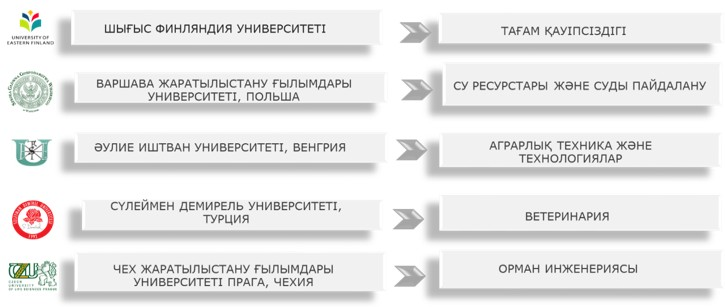 UNIVERSITY OF
EASTERN FINLAND
ШЫҒЫС ФИНЛЯНДИЯ УНИВЕРСИТЕТІ
ТАҒАМ ҚАУІПСІЗДІГІ
ВАРШАВА ЖАРАТЫЛЫСТАНУ ҒЫЛЫМДАРЫ
УНИВЕРСИТЕТІ, ПОЛЬША
СУ РЕСУРСТАРЫ ЖӘНЕ СУДЫ ПАЙДАЛАНУ
ӘУЛИЕ ИШТВАН УНИВЕРСИТЕТІ, ВЕНГРИЯ
АГРАРЛЫҚ ТЕХНИКА ЖӘНЕ
ТЕХНОЛОГИЯЛАР
СҮЛЕЙМЕН ДЕМИРЕЛЬ УНИВЕРСИТЕТІ,
ТУРЦИЯ
ВЕТЕРИНАРИЯ
ЧЕХ ЖАРАТЫЛЫСТАНУ ҒЫЛЫМДАРЫ
УНИВЕРСИТЕТІ ПРАГА, ЧЕХИЯ
ОРМАН ИНЖЕНЕРИЯСЫ